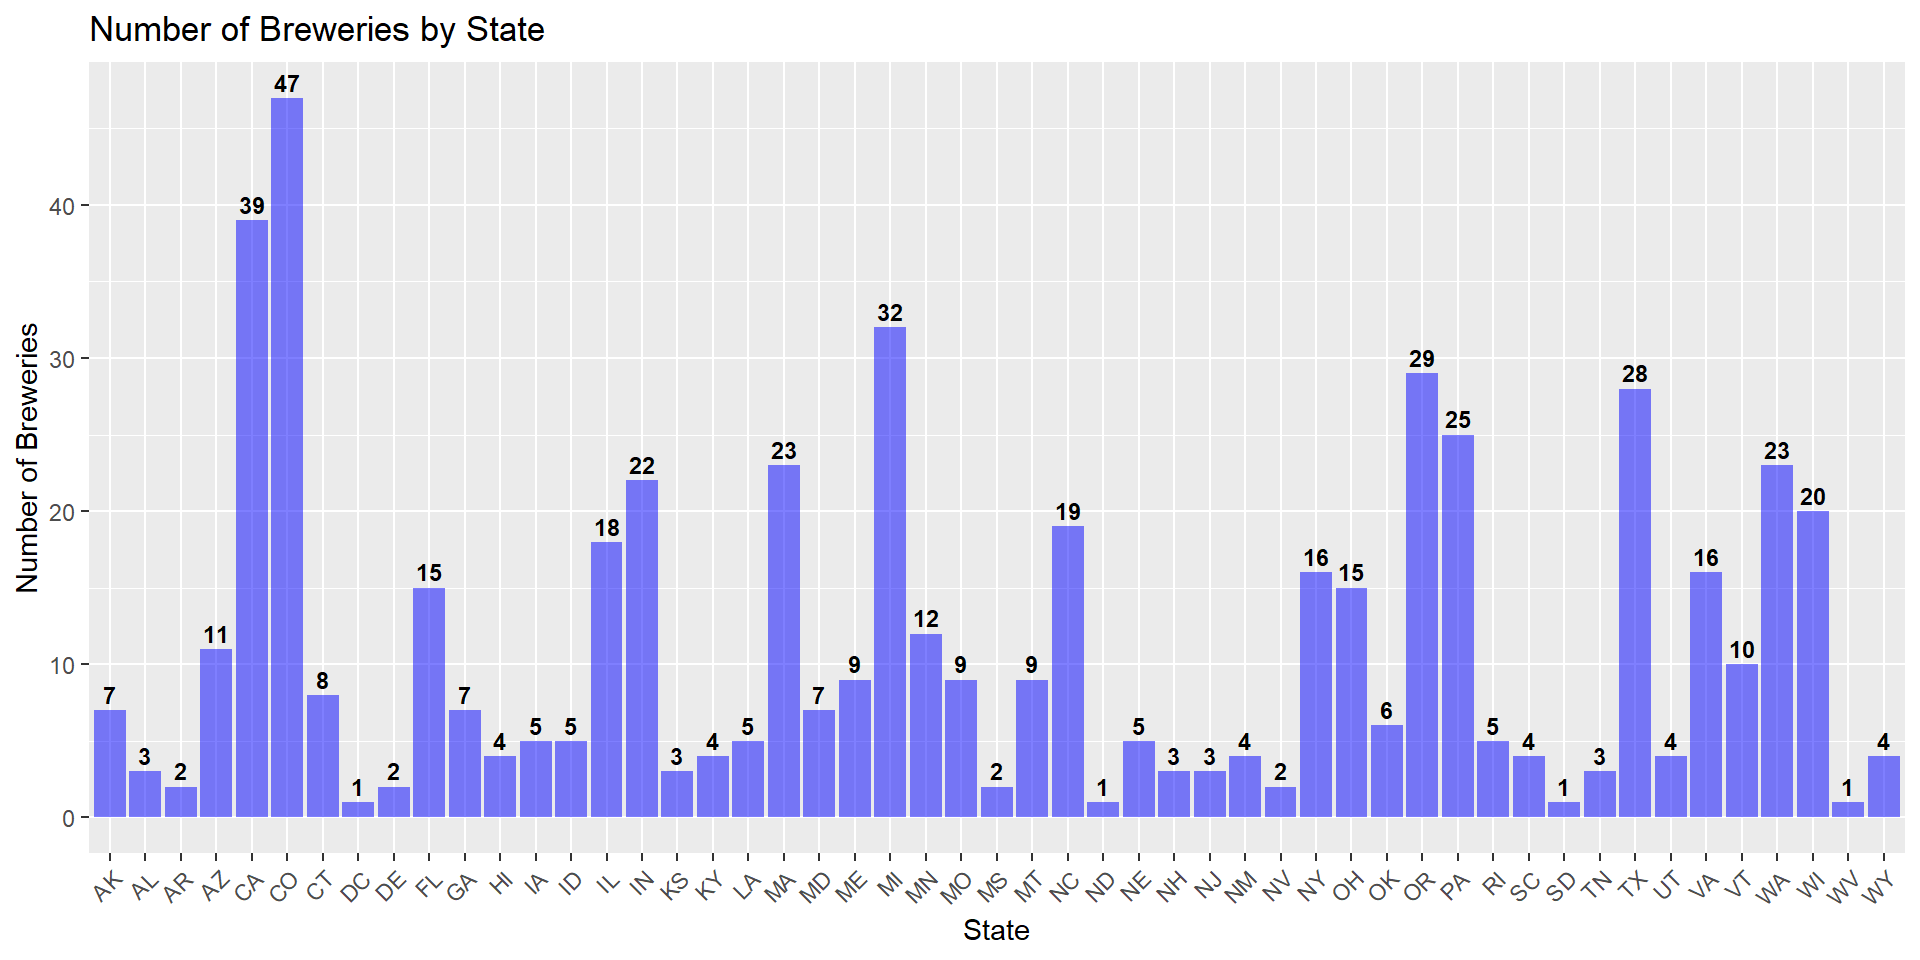 Number of Breweries by State
Number of Breweries
40
30
20
10
0
7 3 2 11 39 47 8 1 2 15 7 4 5 5 18 22 3 4 5 23 7 9 32 12 9 2 9 19 1 5 3 3 4 2 16 15 6 29 25 5 4 1 3 28 4 16 10 23 20 1 4
AK AL AR AZ CA CO CT DC DE FL GA HI IA ID IL IN KS KY LA MA MD ME MI MN MO MS MT NC ND NE NH NJ NM NV NY OH OK OR PA RI SC SD TN TX UT VA VT WA WI WV WY
State